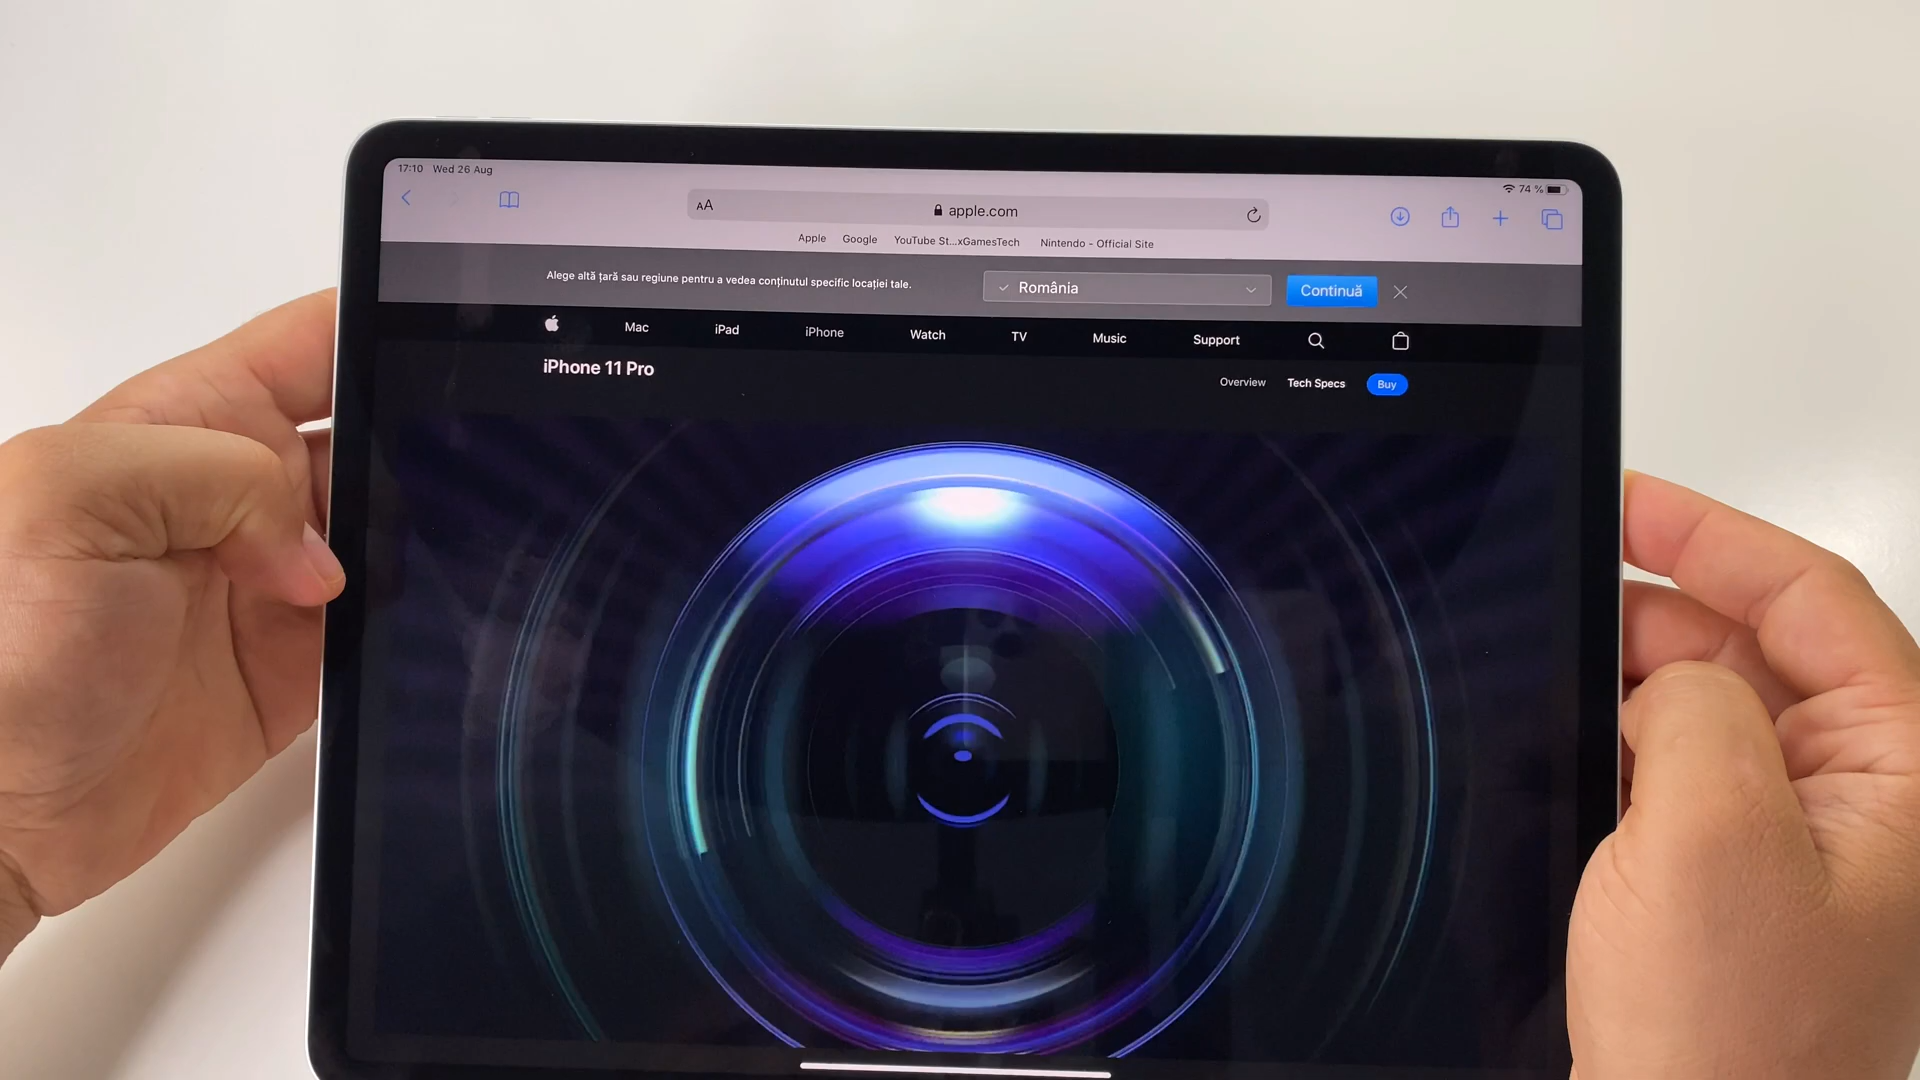 17:10 Wed 26 Aug
74 %
AA
apple.com
Apple Google YouTube St...xGamesTech Nintendo - Official Site
Alege altă țară sau regiune pentru a vedea conținutul specific locației tale.
România
Continuă
Mac iPad iPhone Watch TV Music Support
iPhone 11 Pro
Overview Tech Specs Buy